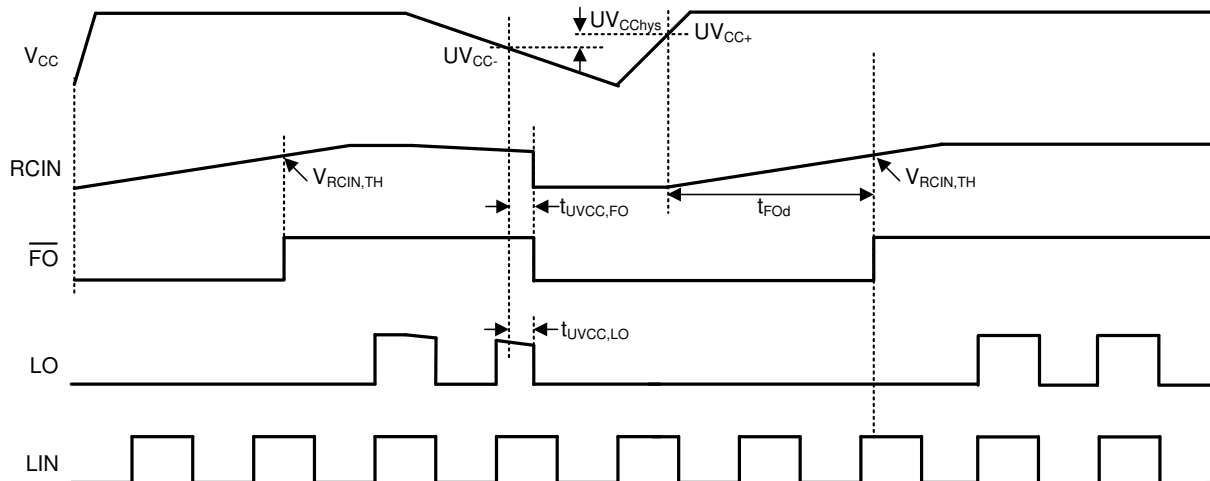 UVCChys
UVCC+
VCC
UVCC-
RCIN
VRCIN,TH
VRCIN,TH
tUVCC,FO
tFOd
FO
tUVCC,LO
LO
LIN